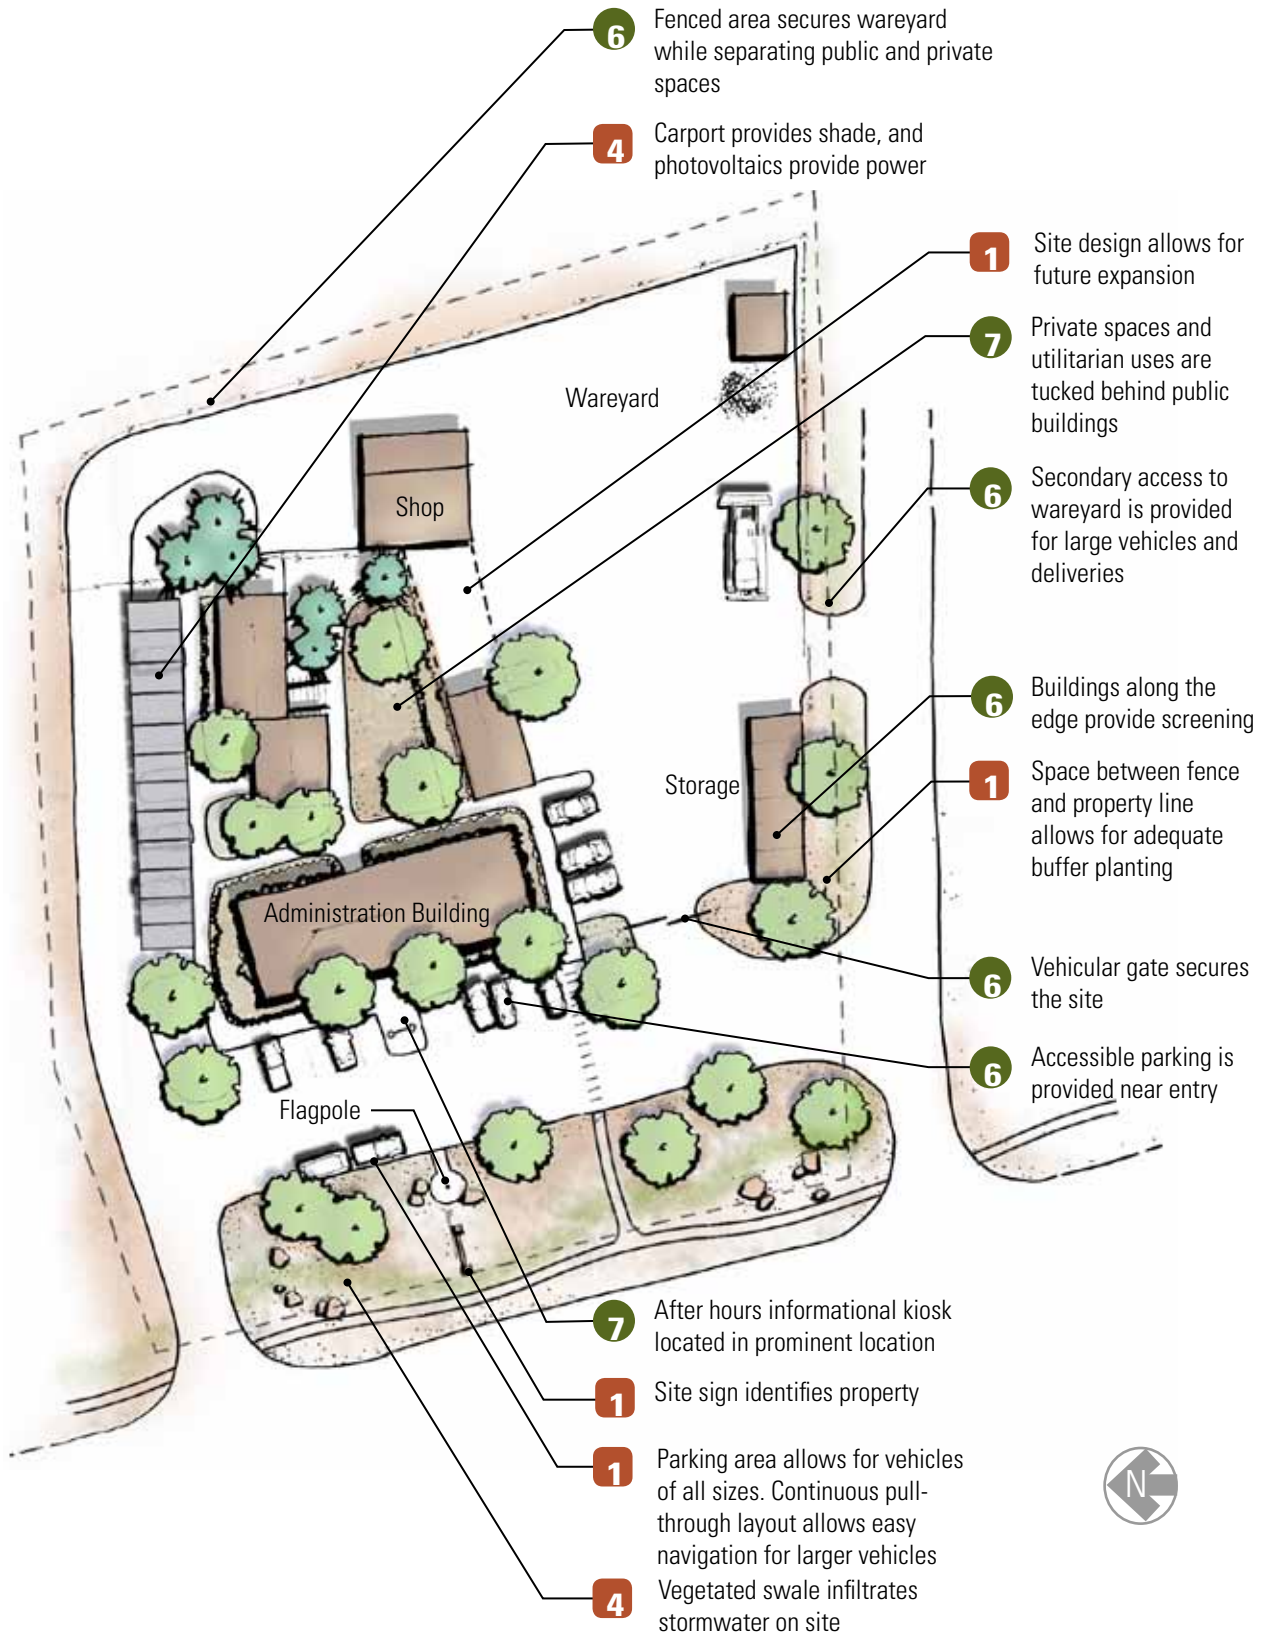 6
Fenced area secures wareyard
while separating public and private
spaces
4
Carport provides shade, and
photovoltaics provide power
1
Site design allows for
future expansion
7
Private spaces and
utilitarian uses are
tucked behind public
buildings
Wareyard
Shop
6
Secondary access to
wareyard is provided
for large vehicles and
deliveries
6
Buildings along the
edge provide screening
Storage
1
Space between fence
and property line
allows for adequate
buffer planting
Administration Building
6
Vehicular gate secures
the site
6
Accessible parking is
provided near entry
Flagpole
7
After hours informational kiosk
located in prominent location
1
Site sign identifies property
1
Parking area allows for vehicles
of all sizes. Continuous pull-
through layout allows easy
navigation for larger vehicles
N
4
Vegetated swale infiltrates
stormwater on site